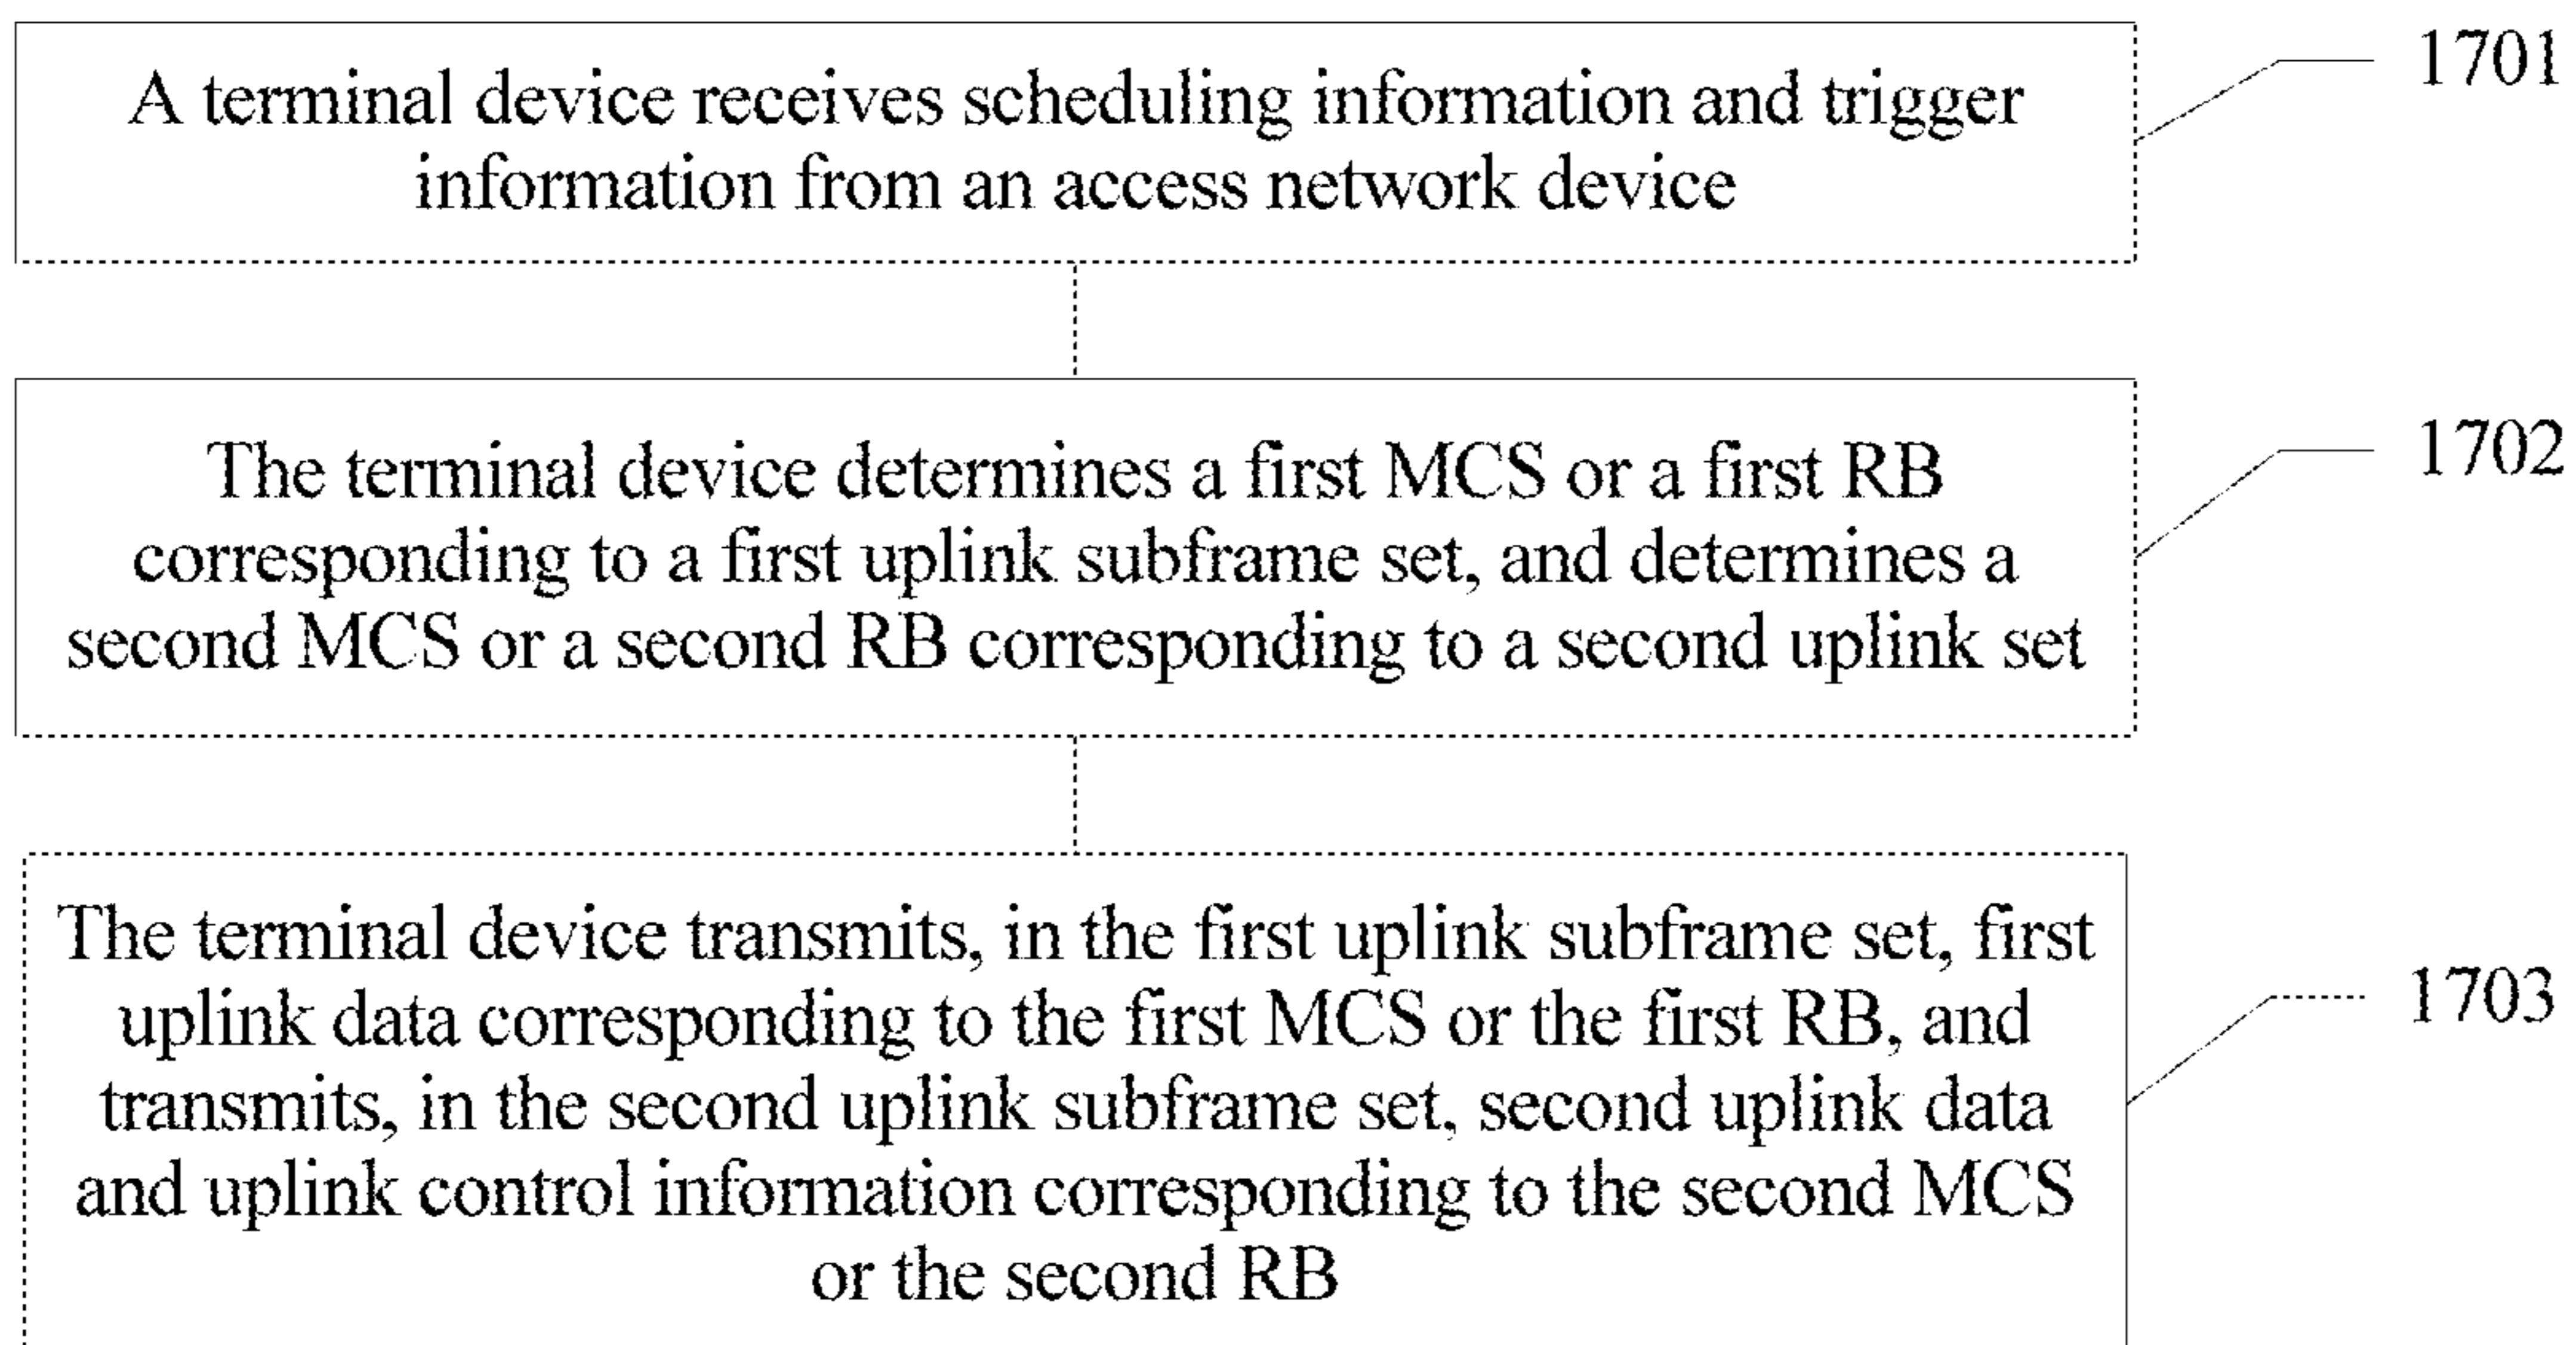 A terminal device receives scheduling information and trigger
information from an access network device
1701
The terminal device determines a first MCS or a first RB
corresponding to a first uplink subframe set, and determines a
second MCS or a second RB corresponding to a second uplink set
1702
The terminal device transmits, in the first uplink subframe set, first
uplink data corresponding to the first MCS or the first RB, and
transmits, in the second uplink subframe set, second uplink data
and uplink control information corresponding to the second MCS
or the second RB
1703